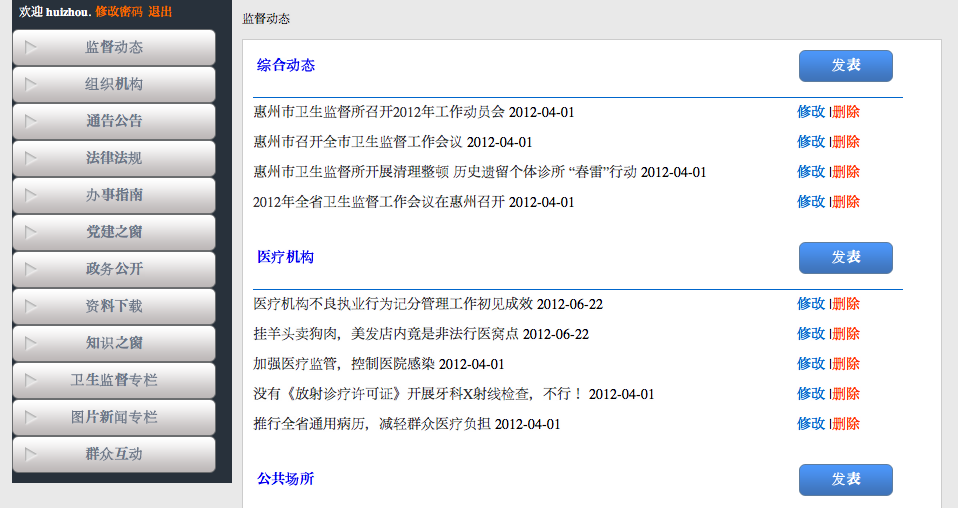 欢迎 huizhou. 修改密码 退出
监督动态
组织机构
通告公告
法律法规
办事指南
党建之窗
政务公开
资料下载
知识之窗
卫生监督专栏
图片新闻专栏
群众互动
监督动态
综合动态 发表
惠州市卫生监督所召开2012年工作动员会 2012-04-01 修改 |删除
惠州市召开全市卫生监督工作会议 2012-04-01 修改 |删除
惠州市卫生监督所开展清理整顿 历史遗留个体诊所 “春雷”行动 2012-04-01 修改 |删除
2012年全省卫生监督工作会议在惠州召开 2012-04-01 修改 |删除
医疗机构 发表
医疗机构不良执业行为记分管理工作初见成效 2012-06-22 修改 |删除
挂羊头卖狗肉，美发店内竟是非法行医窝点 2012-06-22 修改 |删除
加强医疗监管，控制医院感染 2012-04-01 修改 |删除
没有《放射诊疗许可证》开展牙科X射线检查，不行！ 2012-04-01 修改 |删除
推行全省通用病历，减轻群众医疗负担 2012-04-01 修改 |删除
公共场所 发表